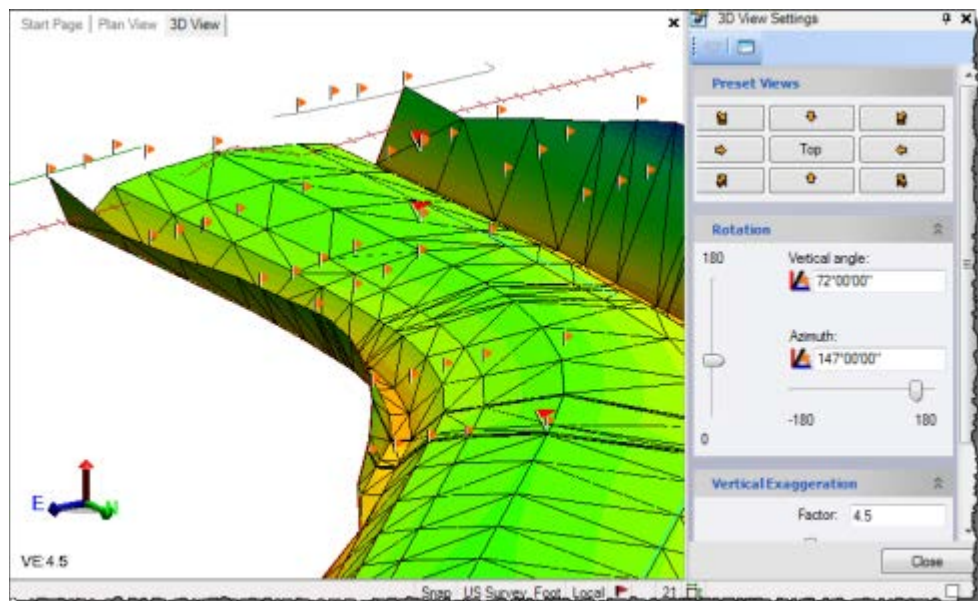 Start Page | Plan View 3D View
3D View Settings
Preset Views
Top
Rotation
180
Vertical angle:
72°00'00"
Azimuth:
147°00'00"
-180 180
0
Vertical Exaggeration
Factor: 4.5
Close
E N
VE:4.5
Snap US Survey Foot Local 21